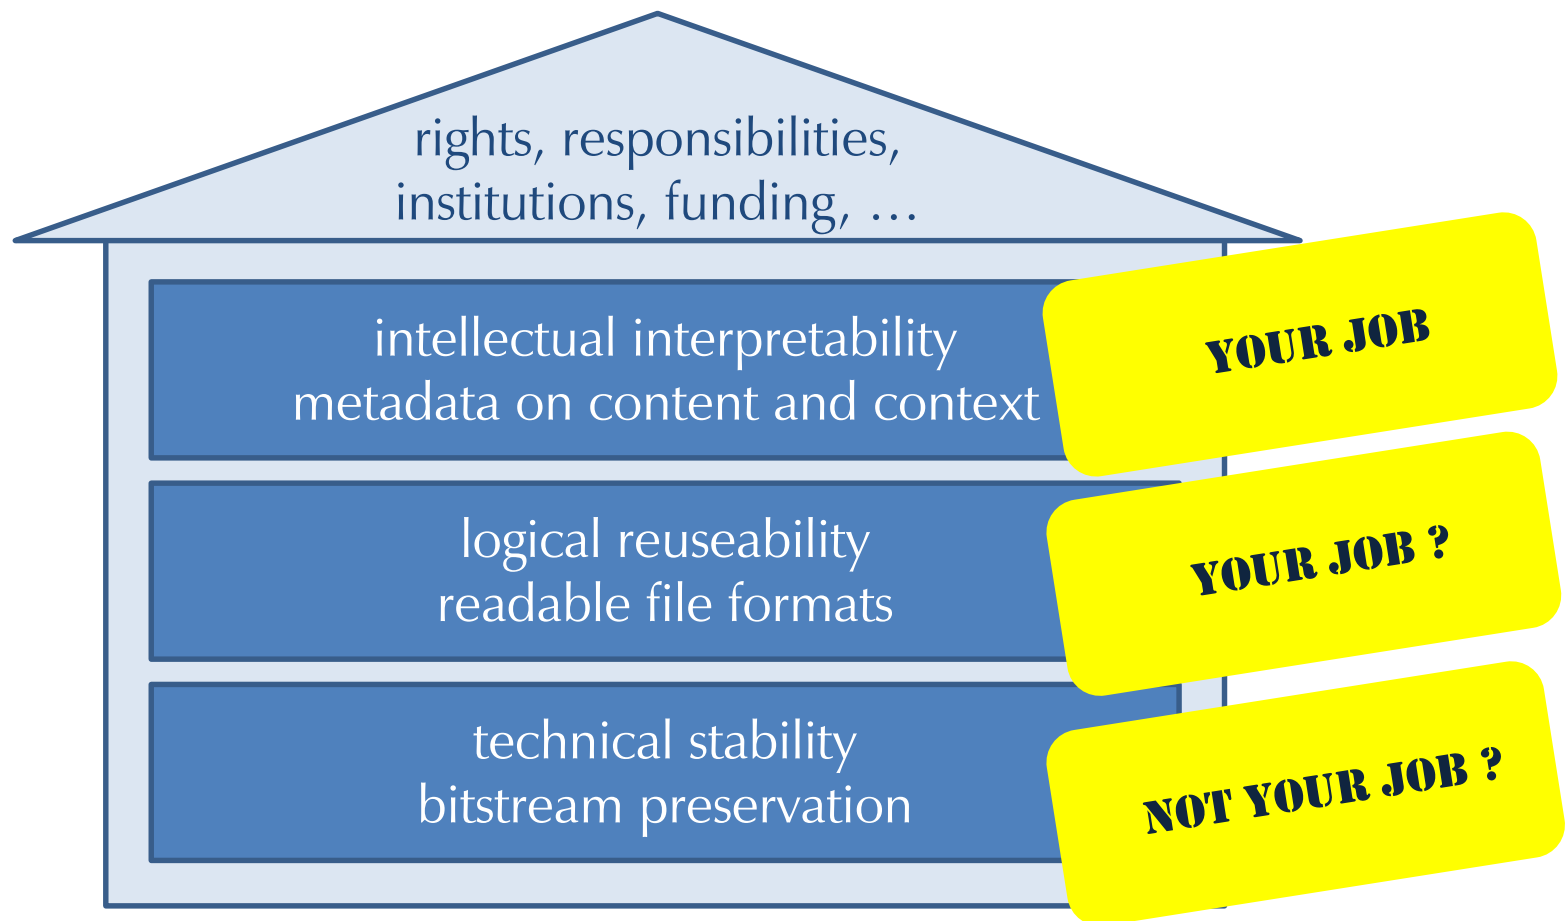 rights, responsibilities,
institutions, funding, …
intellectual interpretability
metadata on content and context
YOUR JOB
logical reuseability
readable file formats
YOUR JOB ?
technical stability
bitstream preservation
NOT YOUR JOB ?